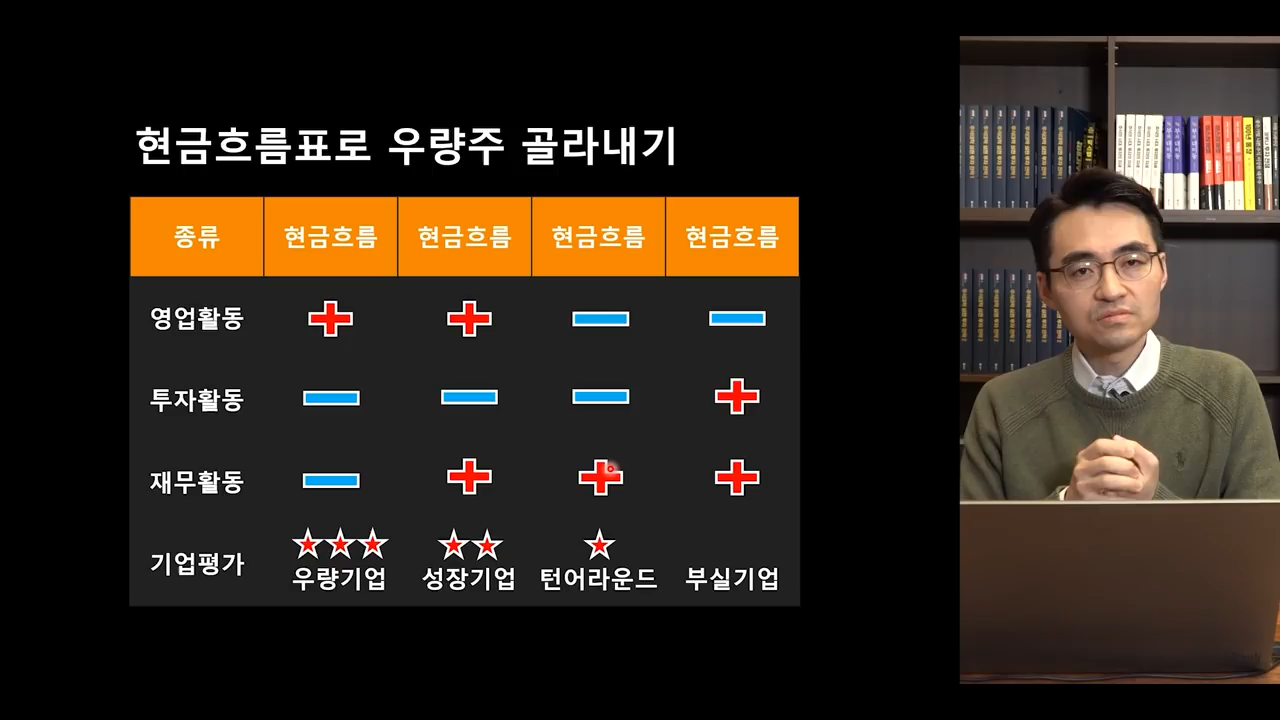 현금흐름표로 우량주 골라내기
종류 현금흐름 현금흐름 현금흐름 현금흐름
영업활동
투자활동
재무활동
기업평가 우량기업 성장기업 턴어라운드 부실기업